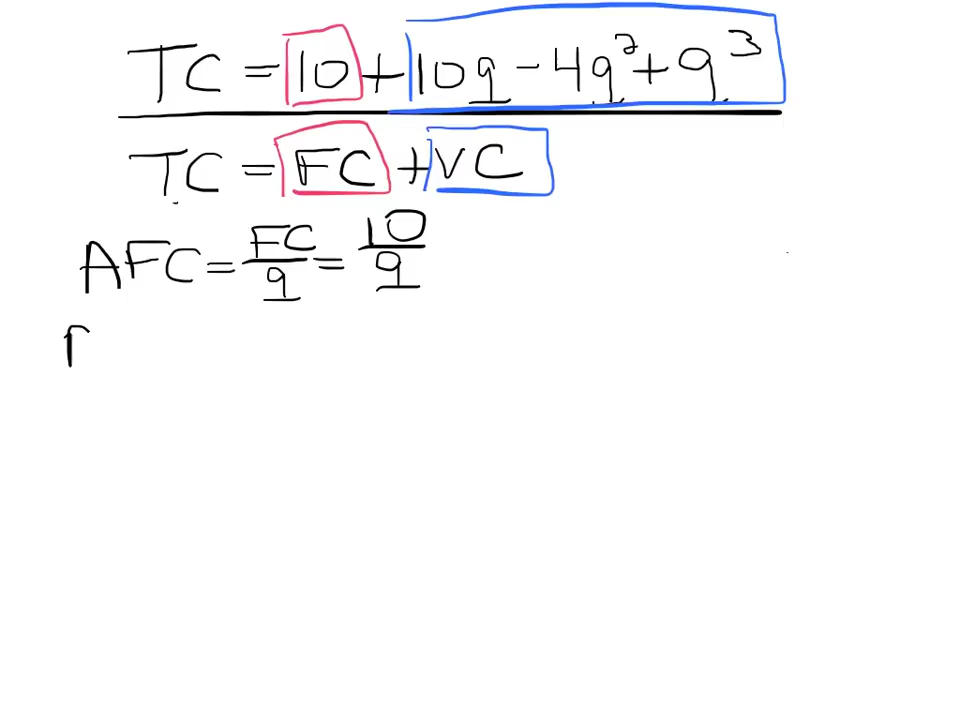 TC = 10 + 10q - 4q² + q³
TC = FC + VC
AFC = FC/q = 10/q